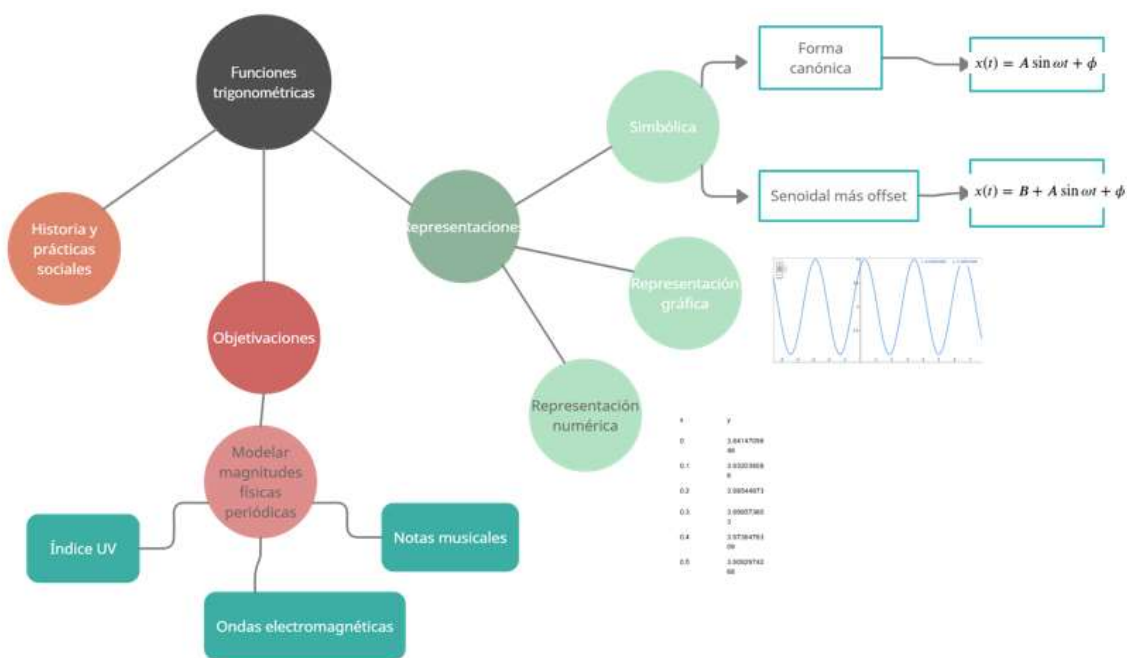 Funciones
trigonométricas
Historia y
prácticas
sociales
Objetivaciones
Modelar
magnitudes
físicas
periódicas
Índice UV
Notas musicales
Ondas electromagnéticas
Representaciones
Simbólica
Forma
canónica
x(t) = A sin ωt + ϕ
Senoidal más offset
x(t) = B + A sin ωt + ϕ
Representación
gráfica
Representación
numérica
x y
0
0.1
0.2
0.3
0.4
0.5